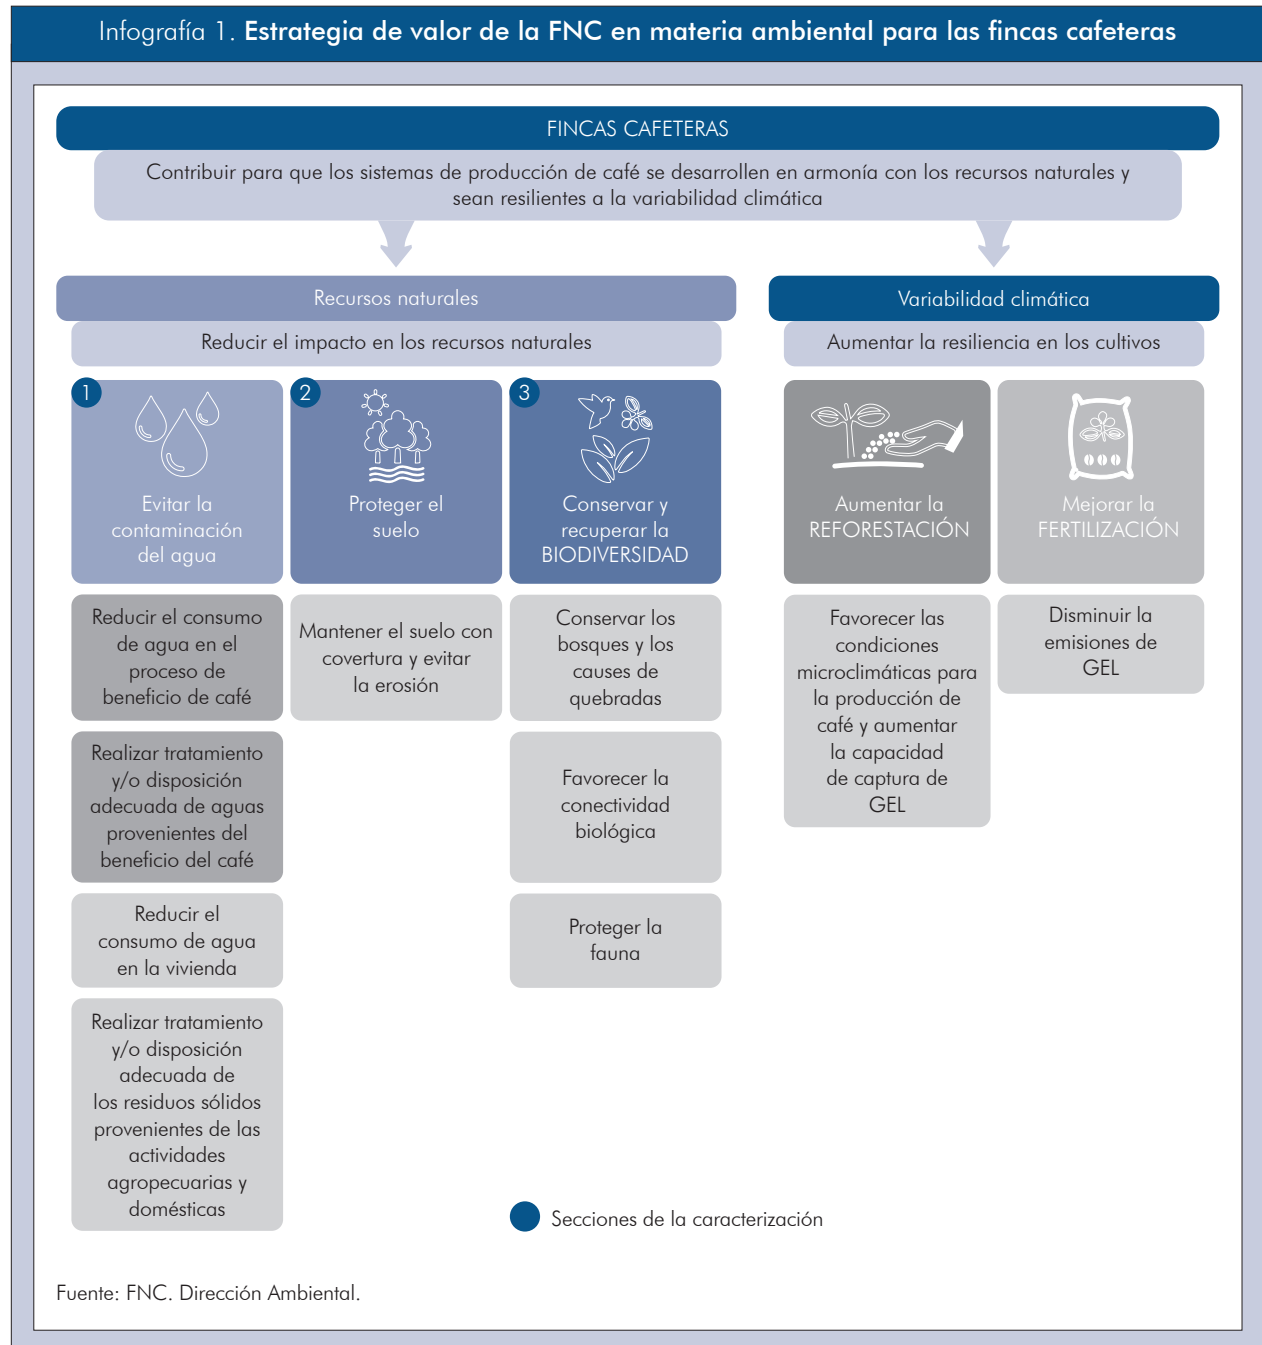 Infografía 1. Estrategia de valor de la FNC en materia ambiental para las fincas cafeteras
FINCAS CAFETERAS
Contribuir para que los sistemas de producción de café se desarrollen en armonía con los recursos naturales y
sean resilientes a la variabilidad climática
Recursos naturales
Reducir el impacto en los recursos naturales
1
Evitar la
contaminación
del agua
Reducir el consumo
de agua en el
proceso de
beneficio de café
Realizar tratamiento
y/o disposición
adecuada de aguas
provenientes del
beneficio del café
Reducir el
consumo de agua
en la vivienda
Realizar tratamiento
y/o disposición
adecuada de
los residuos sólidos
provenientes de las
actividades
agropecuarias y
domésticas
2
Proteger el
suelo
Mantener el suelo con
covertura y evitar
la erosión
3
Conservar y
recuperar la
BIODIVERSIDAD
Conservar los
bosques y los
causes de
quebradas
Favorecer la
conectividad
biológica
Proteger la
fauna
Variabilidad climática
Aumentar la resiliencia en los cultivos
Aumentar la
REFORESTACIÓN
Favorecer las
condiciones
microclimáticas para
la producción de
café y aumentar
la capacidad
de captura de
GEL
Mejorar la
FERTILIZACIÓN
Disminuir la
emisiones de
GEL
Secciones de la caracterización
Fuente: FNC. Dirección Ambiental.